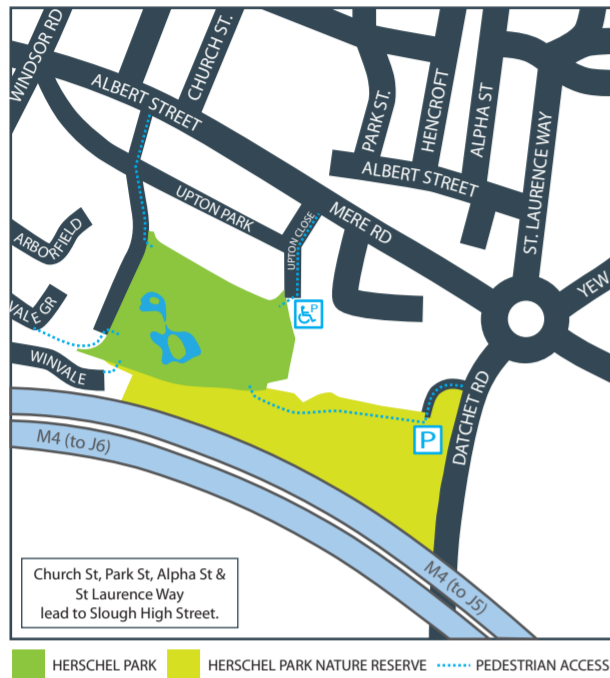 WINDSOR RD
ALBERT STREET
CHURCH ST.
PARK ST.
HENCROFT
ALPHA ST
ST. LAURENCE WAY
ALBERT STREET
UPTON PARK
UPTON CLOSE
MERE RD
ARBORFIELD
VALE GR
WINVALE
YEW
P
P
DATCHET RD
M4 (to J6)
M4 (to J5)
Church St, Park St, Alpha St &
St Laurence Way
lead to Slough High Street.
HERSCHEL PARK
HERSCHEL PARK NATURE RESERVE
PEDESTRIAN ACCESS